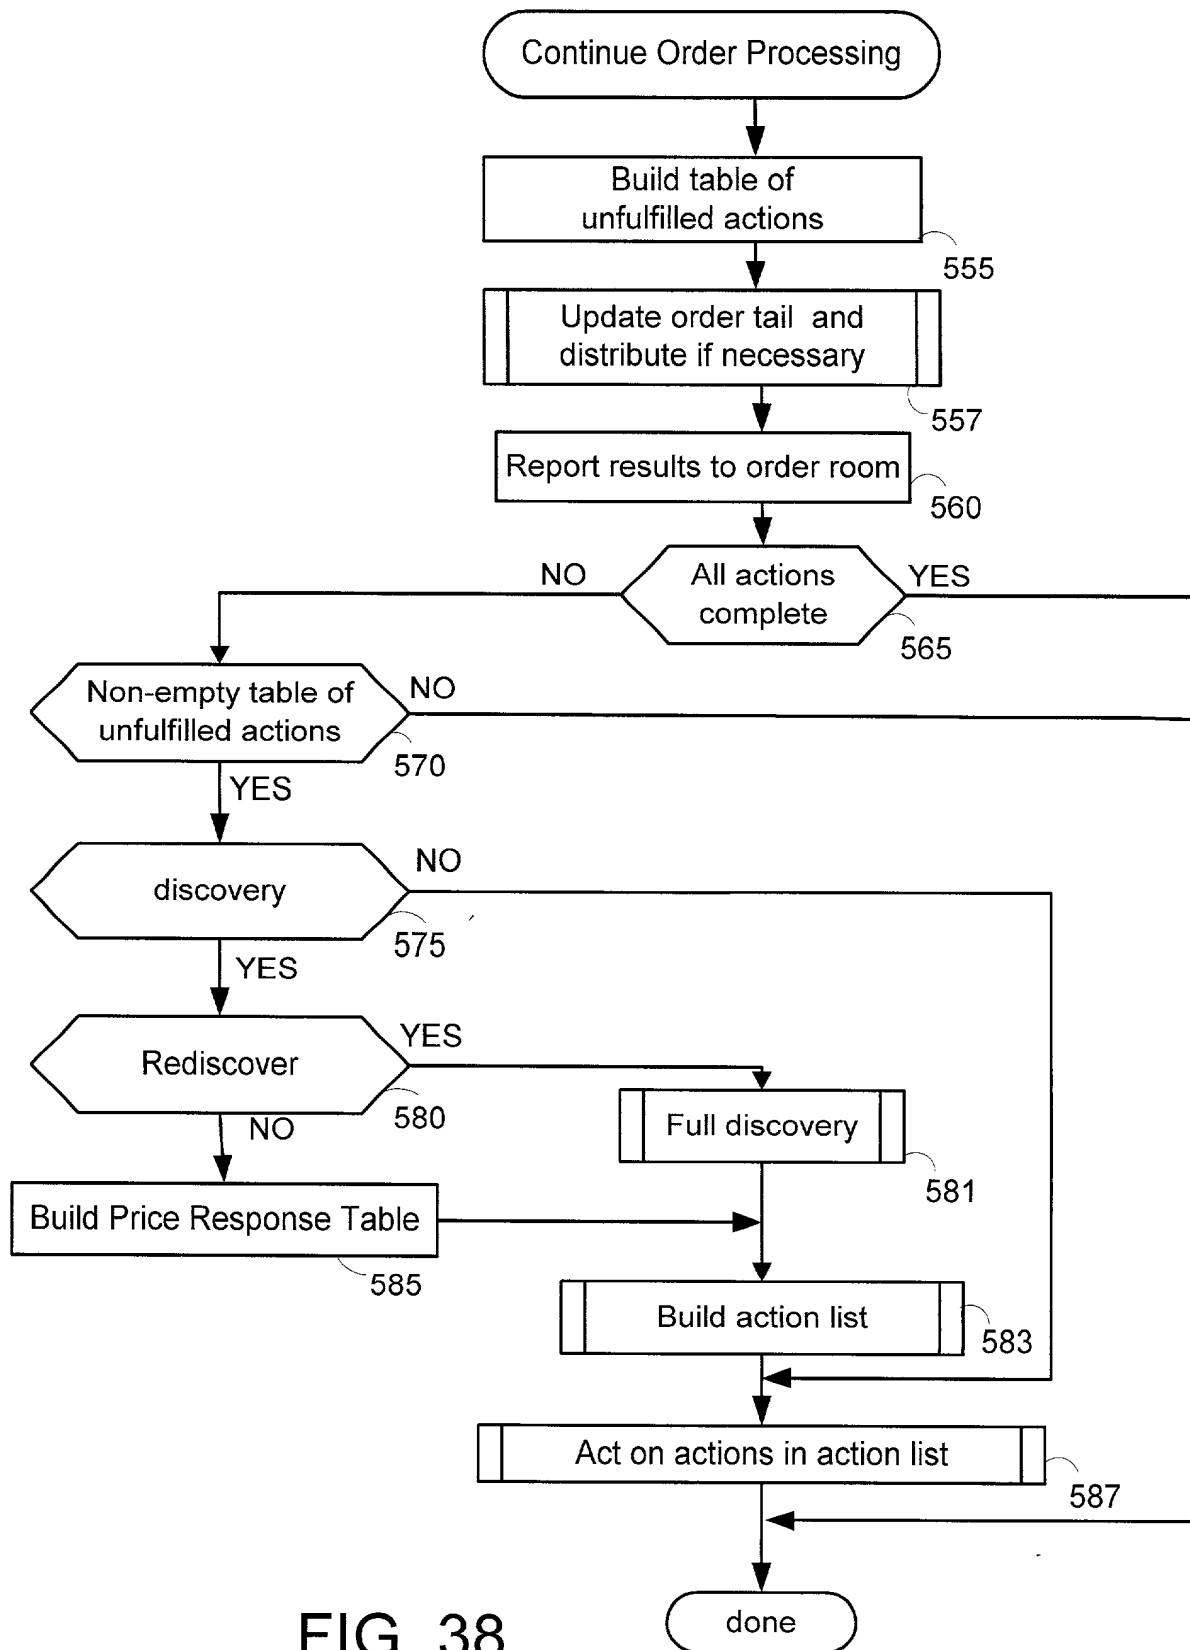 Continue Order Processing
Build table of
unfulfilled actions
555
Update order tail and
distribute if necessary
557
Report results to order room
560
NO
All actions
complete
YES
565
Non-empty table of
unfulfilled actions
NO
570
YES
discovery
NO
575
YES
Rediscover
YES
580
NO
Full discovery
581
Build Price Response Table
585
Build action list
583
Act on actions in action list
587
done
FIG. 38